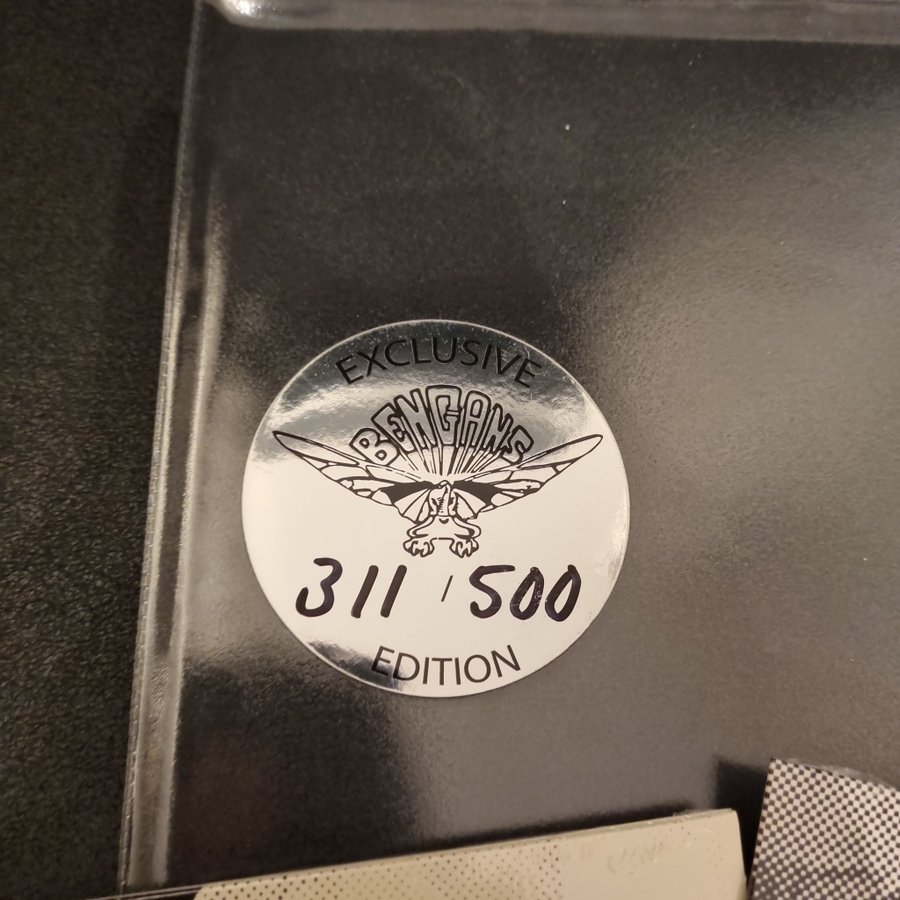 EXCLUSIVE
BENGANS
311 / 500
EDITION